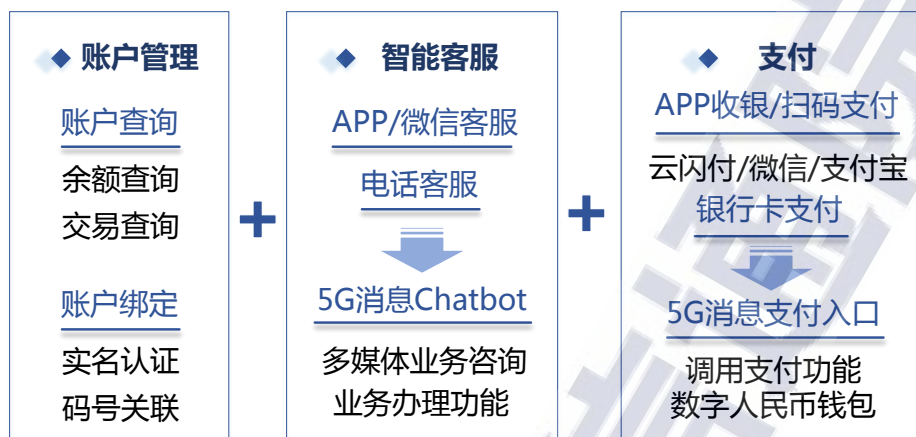 账户管理
账户查询
余额查询
交易查询
账户绑定
实名认证
码号关联
+
智能客服
APP/微信客服
电话客服
5G消息Chatbot
多媒体业务咨询
业务办理功能
+
支付
APP收银/扫码支付
云闪付/微信/支付宝
银行卡支付
5G消息支付入口
调用支付功能
数字人民币钱包